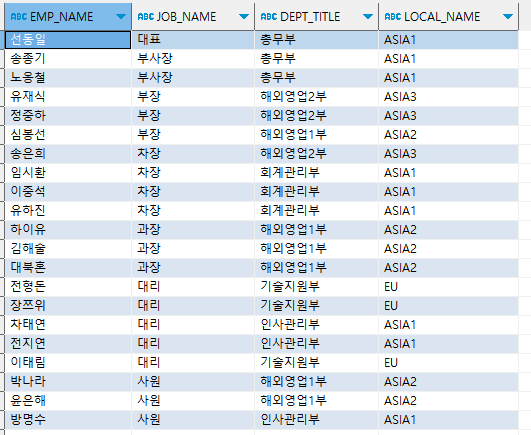 ABC EMP_NAME ABC JOB_NAME ABC DEPT_TITLE ABC LOCAL_NAME
선동일 대표 총무부 ASIA1
송종기 부사장 총무부 ASIA1
노옹철 부사장 총무부 ASIA1
유재식 부장 해외영업2부 ASIA3
정중하 부장 해외영업2부 ASIA3
심봉선 부장 해외영업1부 ASIA2
송은희 차장 해외영업2부 ASIA3
임시환 차장 회계관리부 ASIA1
이중석 차장 회계관리부 ASIA1
유하진 차장 회계관리부 ASIA1
하이유 과장 해외영업1부 ASIA2
김해술 과장 해외영업1부 ASIA2
대북혼 과장 해외영업1부 ASIA2
전형돈 대리 기술지원부 EU
장쯔위 대리 기술지원부 EU
차태연 대리 인사관리부 ASIA1
전지연 대리 인사관리부 ASIA1
이태림 대리 기술지원부 EU
박나라 사원 해외영업1부 ASIA2
윤은해 사원 해외영업1부 ASIA2
방명수 사원 인사관리부 ASIA1